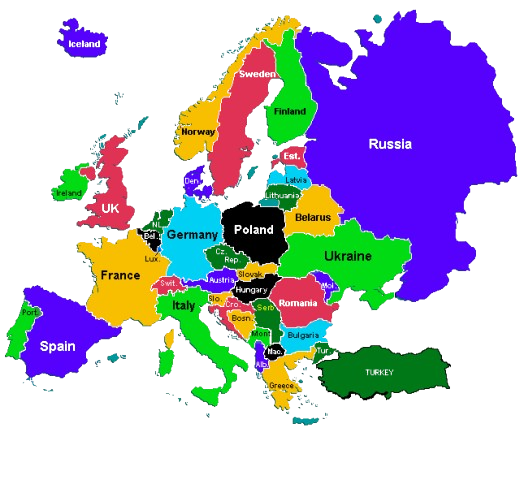 Iceland
Sweden
Finland
Norway
Russia
Est.
Latvia
Den.
Lithuania
Ireland
UK
Belarus
Nl.
Bel.
Germany
Poland
Cz.
Rep.
Ukraine
Lux
France
Slovak.
Austria
Hungary
Mol.
Swit.
Slo.
Cro.
Romania
Italy
Bosn.
Serb
Port.
Spain
Mont
Bulgaria
Mac.
Tur.
Alb.
TURKEY
Greece